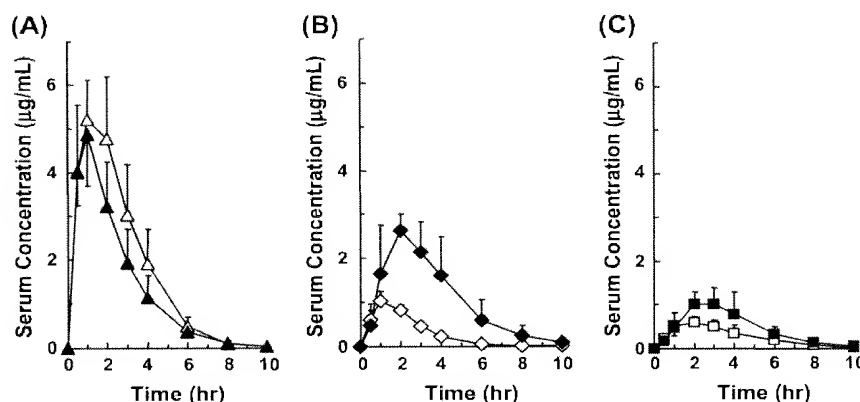 (A)
Serum Concentration (μg/mL)
6
4
2
0
0 2 4 6 8 10
Time (hr)
(B)
Serum Concentration (μg/mL)
6
4
2
0
0 2 4 6 8 10
Time (hr)
(C)
Serum Concentration (μg/mL)
6
4
2
0
0 2 4 6 8 10
Time (hr)